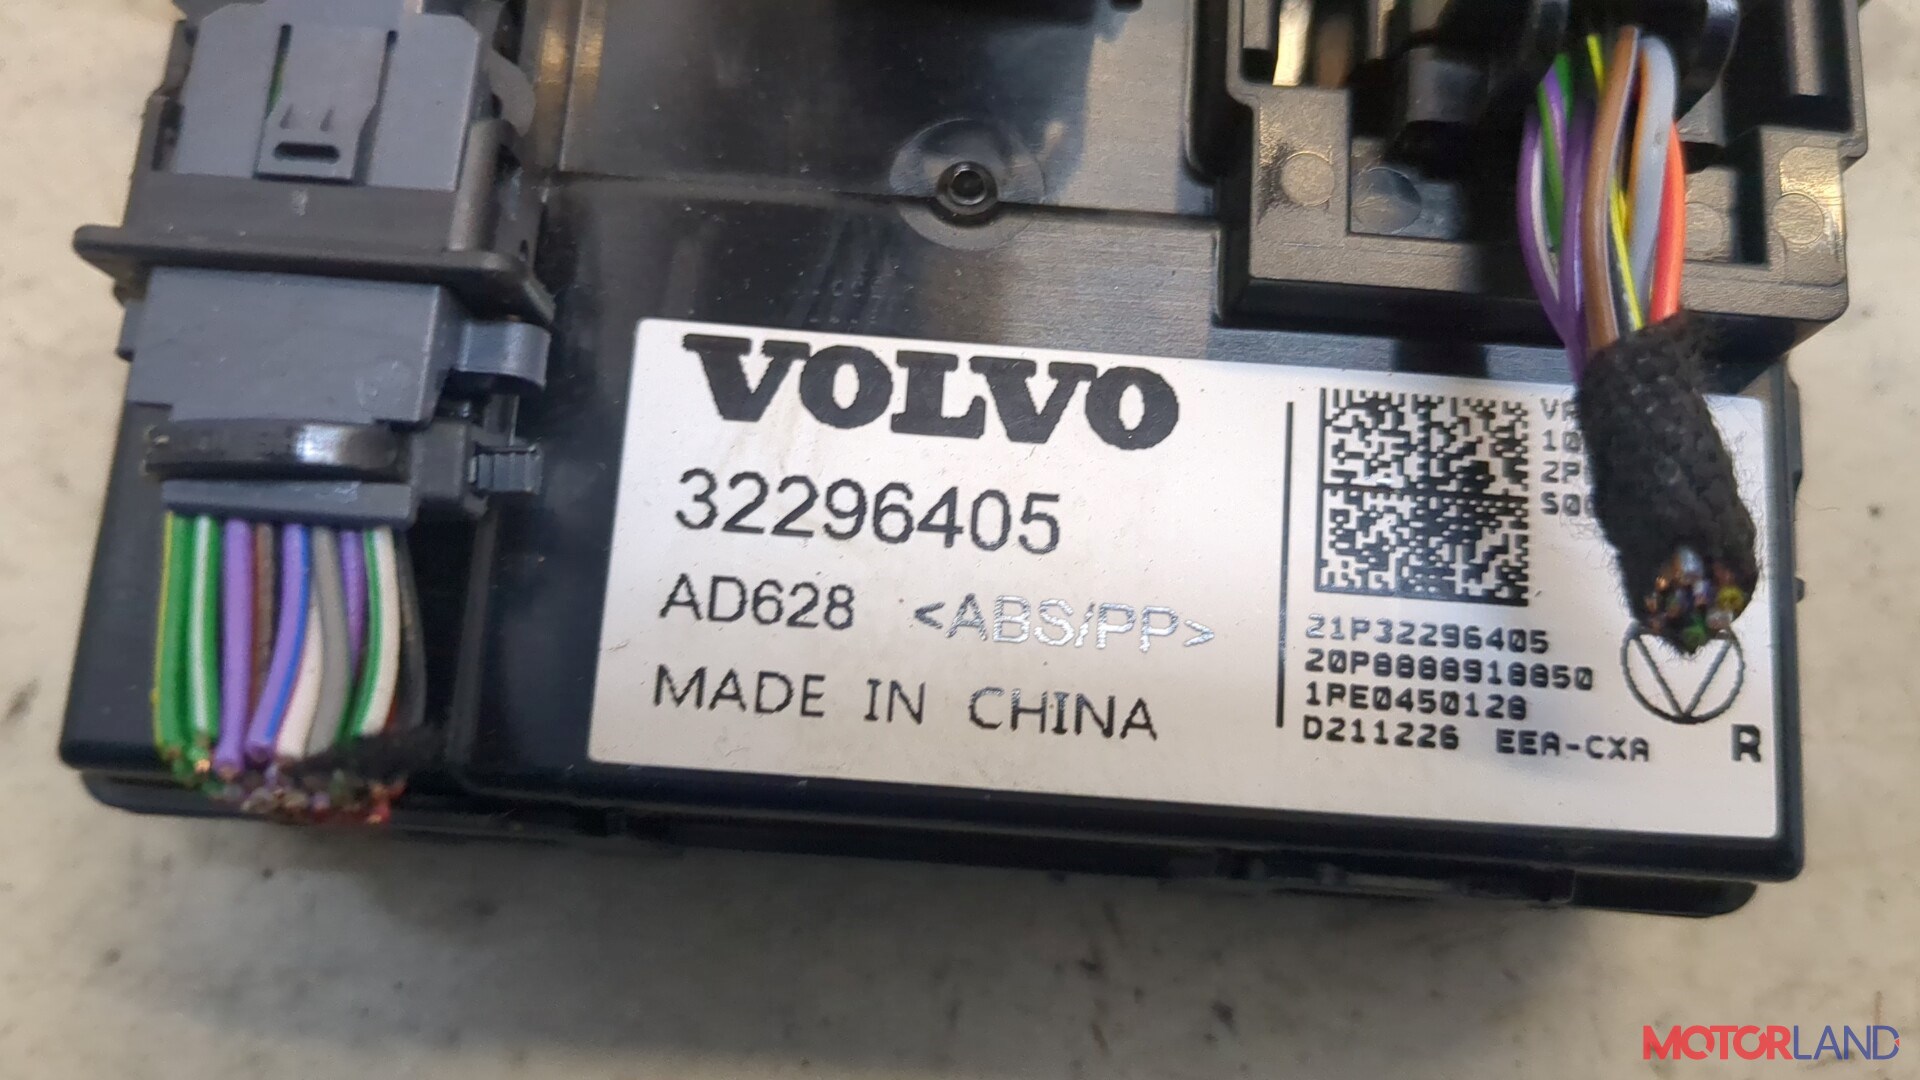 VOLVO
32296405
AD628 <ABS/PP>
MADE IN CHINA
21P32296405
20P8888918850
1PE0450128
D211226 EEA-CXA
R
MOTORLAND